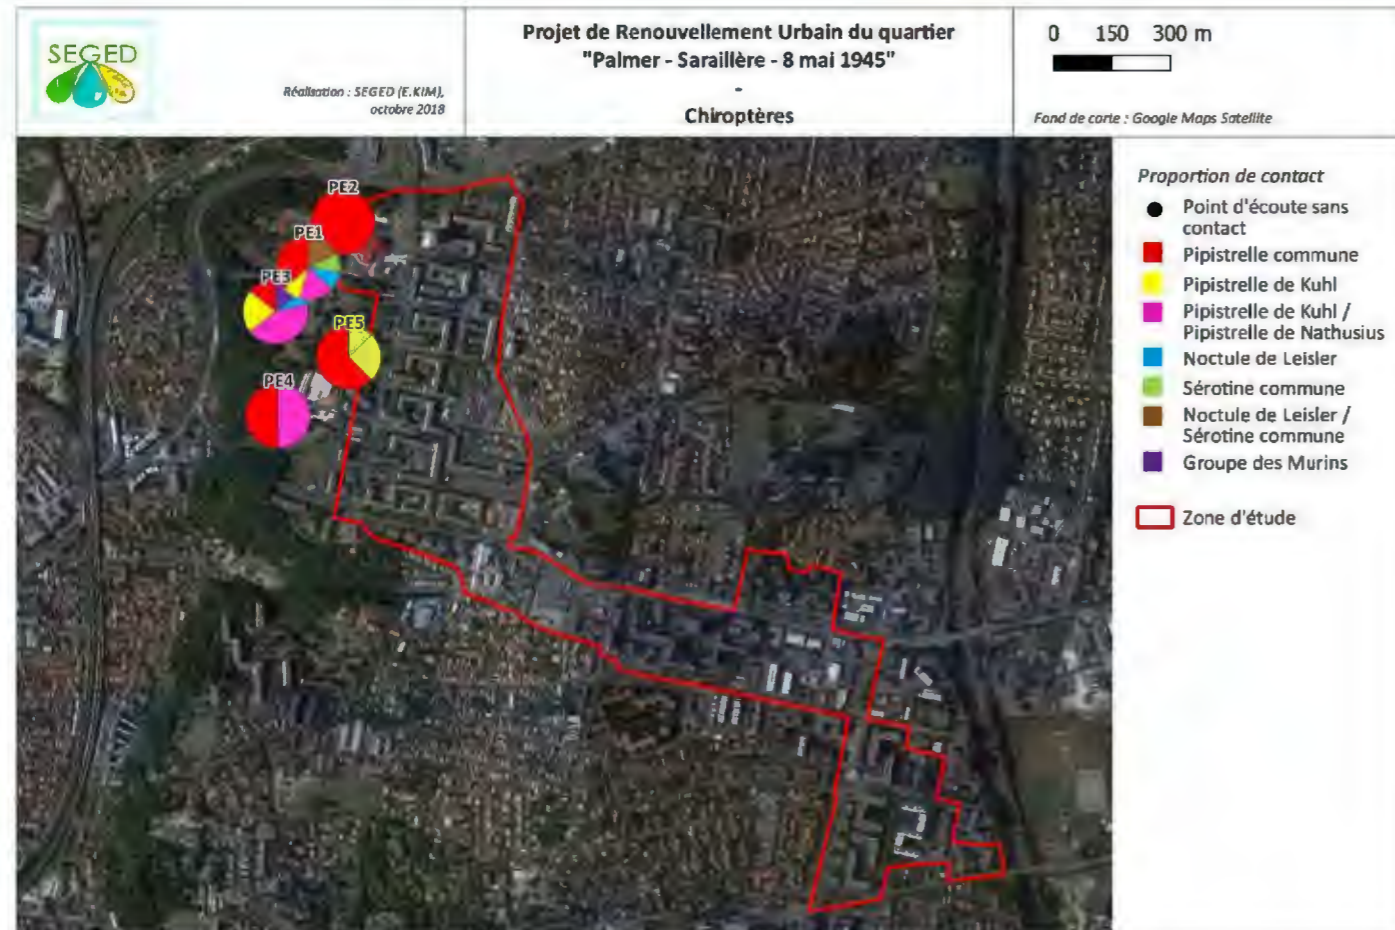 SEGED
Réalisation : SEGED (E.KIM),
octobre 2018
Projet de Renouvellement Urbain du quartier
"Palmer - Saraillère - 8 mai 1945"
-
Chiroptères
0 150 300 m
Fond de carte : Google Maps Satellite
PE2
PE1
PE3
PE5
PE4
Proportion de contact
Point d'écoute sans
contact
Pipistrelle commune
Pipistrelle de Kuhl
Pipistrelle de Kuhl /
Pipistrelle de Nathusius
Noctule de Leisler
Sérotine commune
Noctule de Leisler /
Sérotine commune
Groupe des Murins
Zone d'étude